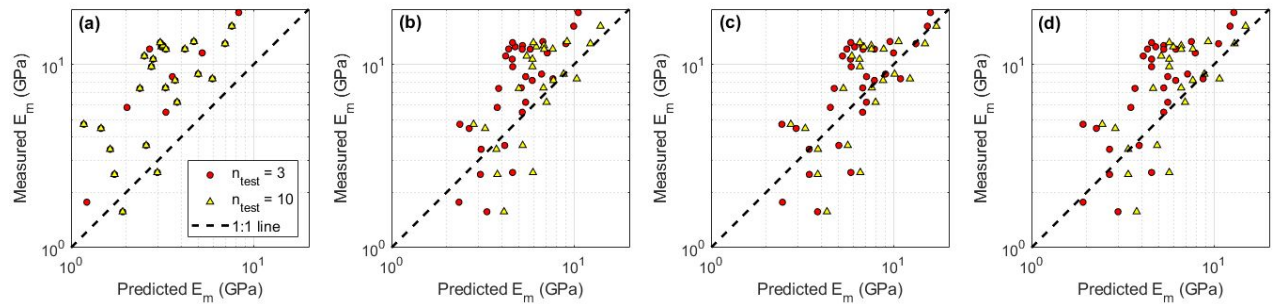 (a)
Measured E_m (GPa)
10^1
10^0
n_test = 3
n_test = 10
1:1 line
10^0
10^1
Predicted E_m (GPa)
(b)
Measured E_m (GPa)
10^1
10^0
10^0
10^1
Predicted E_m (GPa)
(c)
Measured E_m (GPa)
10^1
10^0
10^0
10^1
Predicted E_m (GPa)
(d)
Measured E_m (GPa)
10^1
10^0
10^0
10^1
Predicted E_m (GPa)